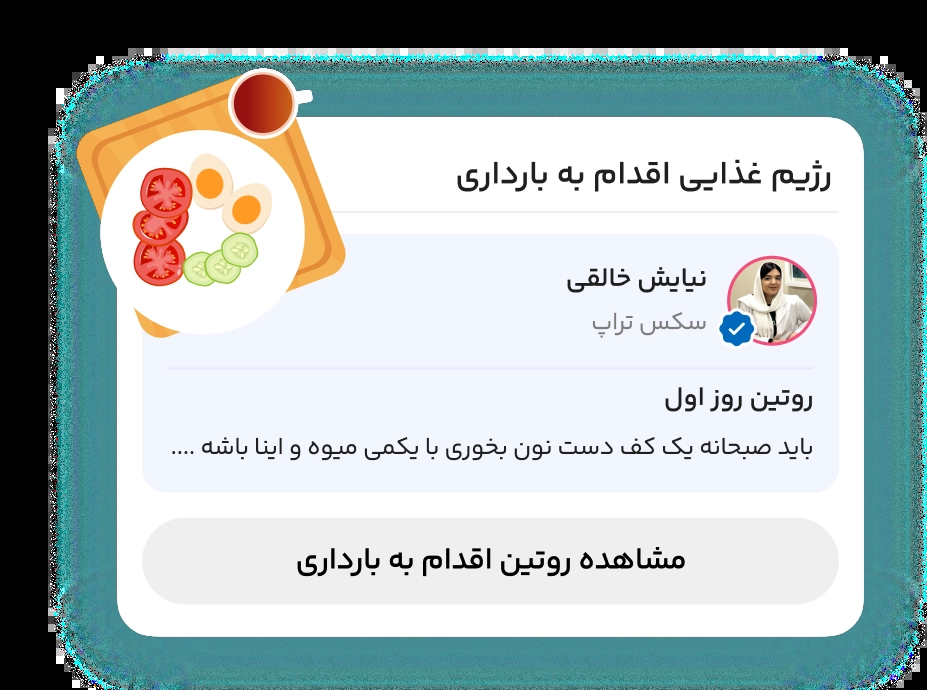 رژیم غذایی اقدام به بارداری
نیایش خالقی
سکس تراپ
روتین روز اول
باید صبحانه یک کف دست نون بخوری با یکمی میوه و اینا باشه ....
مشاهده روتین اقدام به بارداری